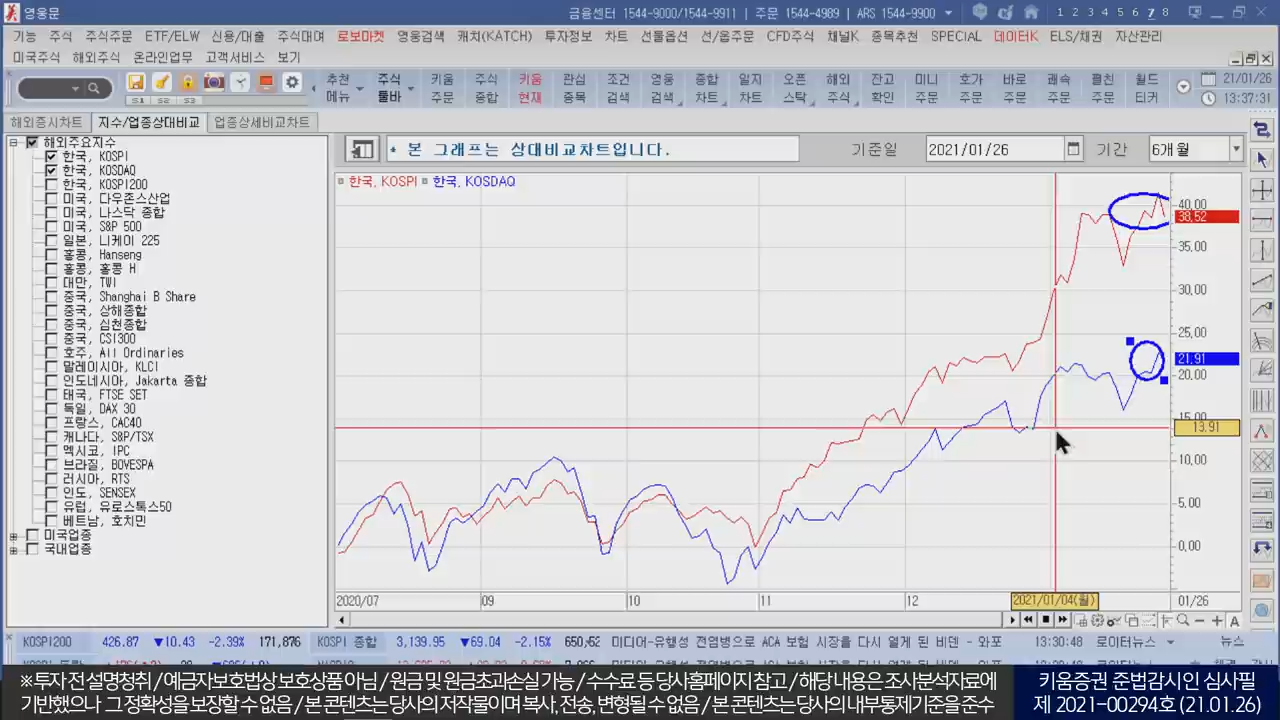 영웅문
금융센터 1544-9000/1544-9911 | 주문 1544-4989 | ARS 1544-9900
1 2 3 4 5 6 7 8
기능 주식 주식주문 ETF/ELW 신용/대출 주식대여 로보마켓 영웅검색 캐치(KATCH) 투자정보 차트 선물옵션 선/옵주문 CFD주식 채널K 종목추천 SPECIAL 데이터K ELS/채권 자산관리
미국주식 해외주식 온라인업무 고객서비스 보기
추천 주식 키움 주식 키움 관심 조건 영웅 종합 일지 오픈 해외 잔고 미니 호가 바로 쾌속 필친 월드
메뉴 툴바 주문 종합 현재 종목 검색 검색 차트 차트 스탁 주식 확인 주문 주문 주문 주문 주문 티커
21/01/26
13:37:31
S1 S2 S3
해외증시차트 지수/업종상대비교 업종상세비교차트
해외주요지수
한국, KOSPI
한국, KOSDAQ
한국, KOSPI200
미국, 다우존스산업
미국, 나스닥 종합
미국, S&P 500
일본, 니케이 225
홍콩, Hanseng
홍콩, 홍콩 H
대만, TWI
중국, Shanghai B Share
중국, 상해종합
중국, 심천종합
중국, CSI300
호주, All Ordinaries
말레이시아, KLCI
인도네시아, Jakarta 종합
태국, FTSE SET
독일, DAX 30
프랑스, CAC40
캐나다, S&P/TSX
멕시코, IPC
브라질, BOVESPA
러시아, RTS
인도, SENSEX
유럽, 유로스톡스50
베트남, 호치민
미국업종
국내업종
* 본 그래프는 상대비교차트입니다.
기준일 2021/01/26 기간 6개월
한국, KOSPI 한국, KOSDAQ
40,00
38,52
35,00
30,00
25,00
21,91
20,00
15,00
13,91
10,00
5,00
0,00
2020/07 09 10 11 12 2021/01/04(월) 01/26
KOSPI200 426.87 ▼10.43 -2.39% 171,876 KOSPI 종합 3,139.95 ▼69.04 -2.15% 650,52 미디어-유행성 전염병으로 ACA 보험 시장을 다시 열게 된 비덴 - 와포 13:30:48 로이터뉴스 뉴스
※ 투자 전 설명청취 / 예금자보호법상 보호상품 아님 / 원금 및 원금초과손실 가능 / 수수료 등 당사홈페이지 참고 / 해당 내용은 조사분석자료에
기반했으나 그 정확성을 보장할 수 없음 / 본 콘텐츠는 당사의 저작물이며 복사, 전송, 변형될 수 없음 / 본 콘텐츠는 당사의 내부통제기준을 준수
키움증권 준법감시인 심사필
제 2021-00294호 (21.01.26)